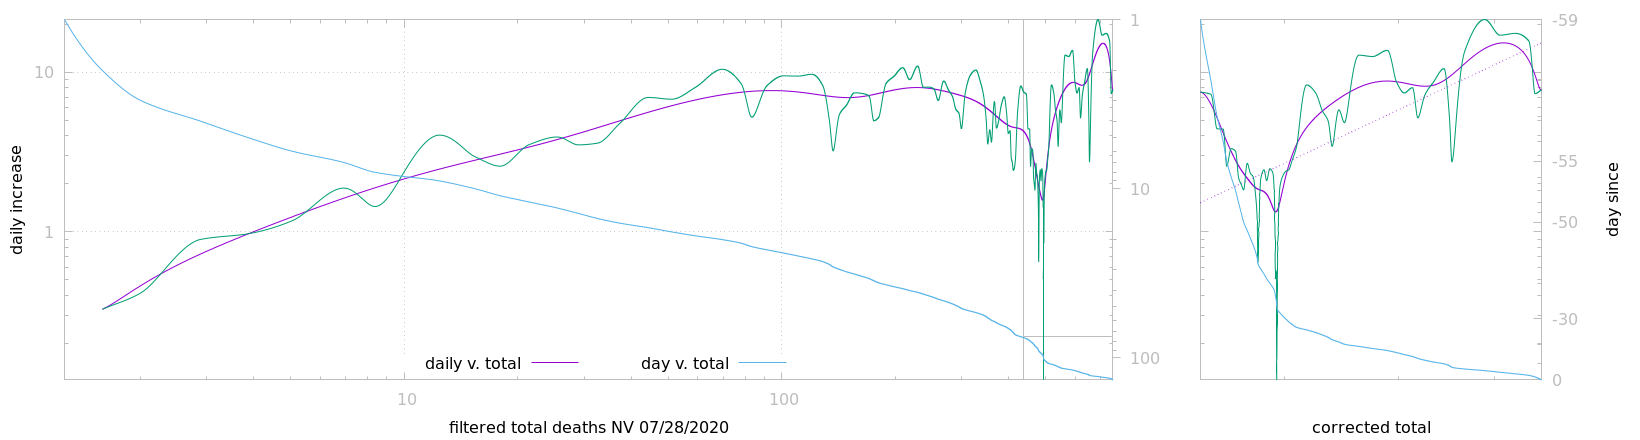 daily increase
10
1
daily v. total
day v. total
10
100
1
10
100
filtered total deaths NV 07/28/2020
-59
-55
-50
-30
0
day since
corrected total